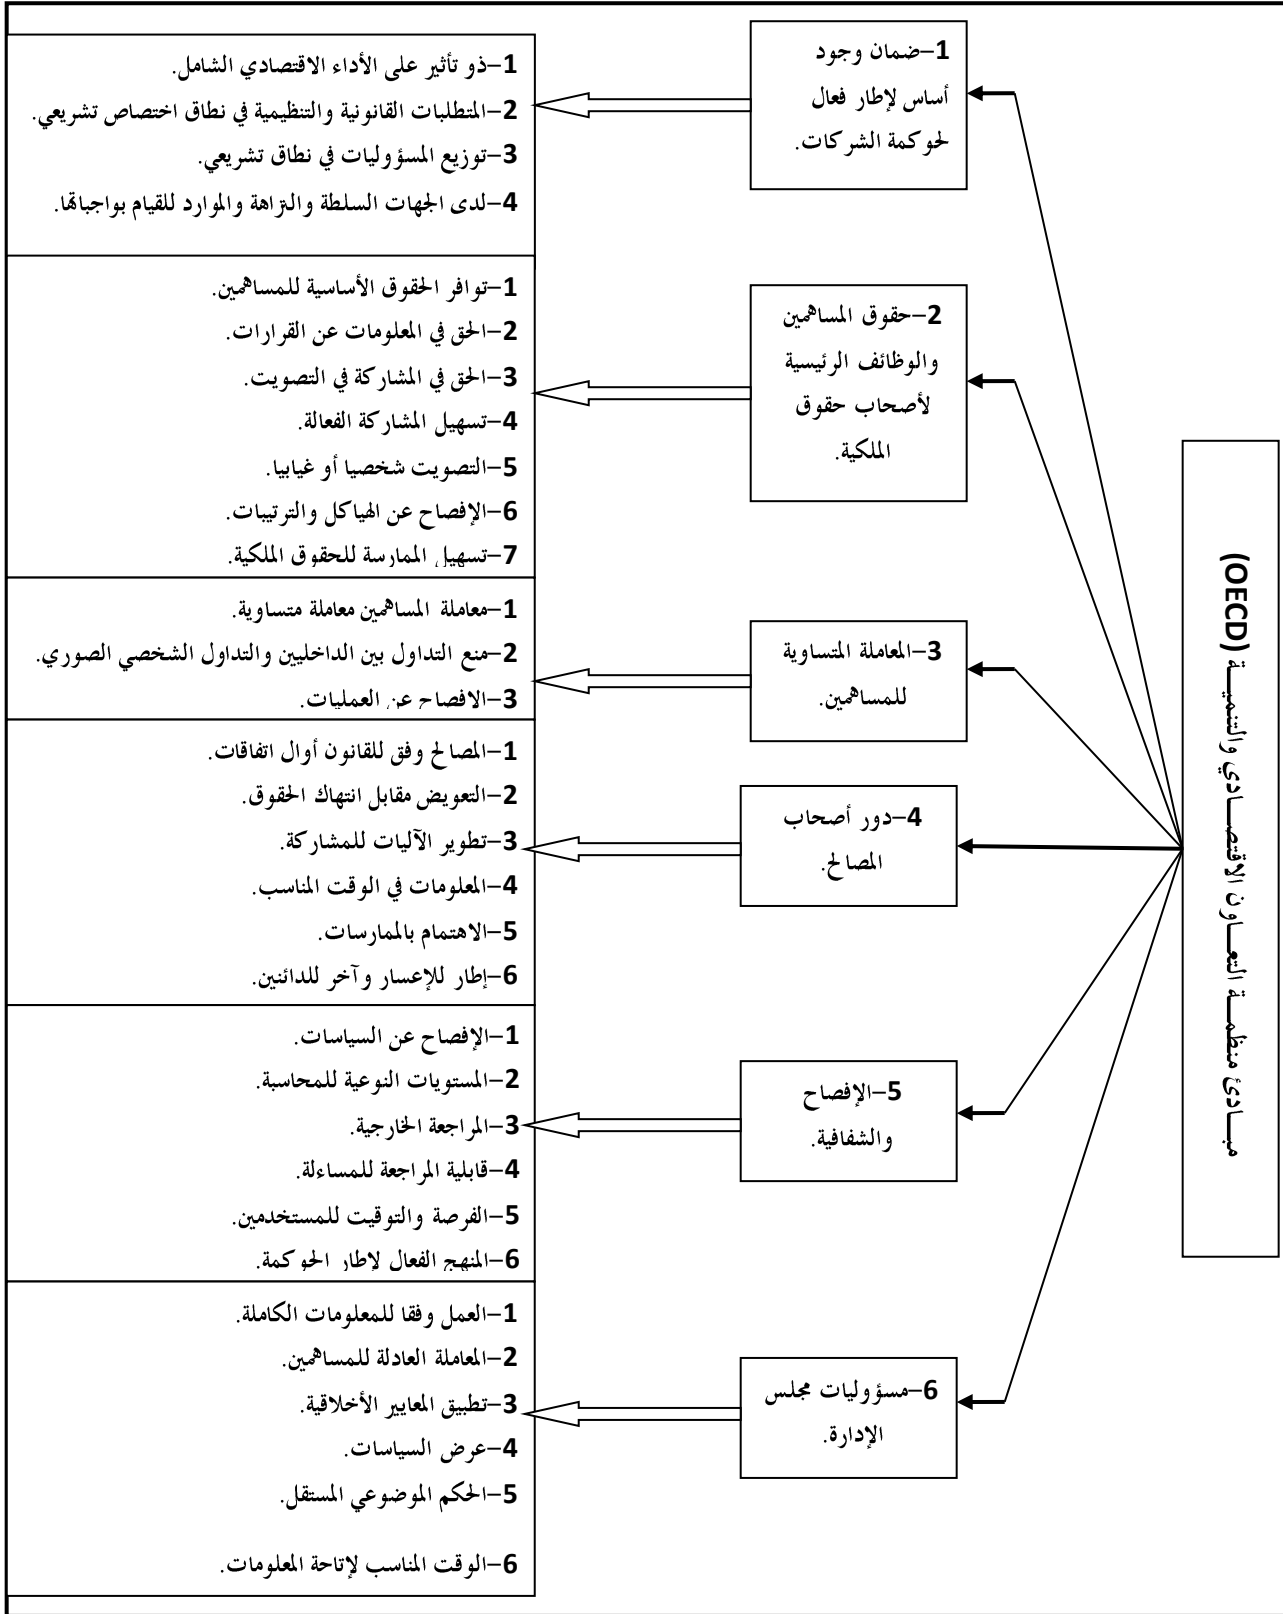 مبـــادئ منظمـــة التعـــاون الاقتصـــادي والتنميـــة (OECD)
1-ضمان وجود
أساس لإطار فعال
لحوكمة الشركات.
1-ذو تأثير على الأداء الاقتصادي الشامل.
2-المتطلبات القانونية والتنظيمية في نطاق اختصاص تشريعي.
3-توزيع المسؤوليات في نطاق تشريعي.
4-لدى الجهات السلطة والنزاهة والموارد للقيام بواجباتها.
2-حقوق المساهمين
والوظائف الرئيسية
لأصحاب حقوق
الملكية.
1-توافر الحقوق الأساسية للمساهمين.
2-الحق في المعلومات عن القرارات.
3-الحق في المشاركة في التصويت.
4-تسهيل المشاركة الفعالة.
5-التصويت شخصيا أو غيابيا.
6-الإفصاح عن الهياكل والترتيبات.
7-تسهيل الممارسة للحقوق الملكية.
3-المعاملة المتساوية
للمساهمين.
1-معاملة المساهمين معاملة متساوية.
2-منع التداول بين الداخليين والتداول الشخصي الصوري.
3-الافصاح عن العمليات.
4-دور أصحاب
المصالح.
1-المصالح وفق للقانون أوال اتفاقات.
2-التعويض مقابل انتهاك الحقوق.
3-تطوير الآليات للمشاركة.
4-المعلومات في الوقت المناسب.
5-الاهتمام بالممارسات.
6-إطار للإعسار وآخر للدائنين.
5-الإفصاح
والشفافية.
1-الإفصاح عن السياسات.
2-المستويات النوعية للمحاسبة.
3-المراجعة الخارجية.
4-قابلية المراجعة للمساءلة.
5-الفرصة والتوقيت للمستخدمين.
6-المنهج الفعال لإطار الحوكمة.
6-مسؤوليات مجلس
الإدارة.
1-العمل وفقا للمعلومات الكاملة.
2-المعاملة العادلة للمساهمين.
3-تطبيق المعايير الأخلاقية.
4-عرض السياسات.
5-الحكم الموضوعي المستقل.
6-الوقت المناسب لإتاحة المعلومات.